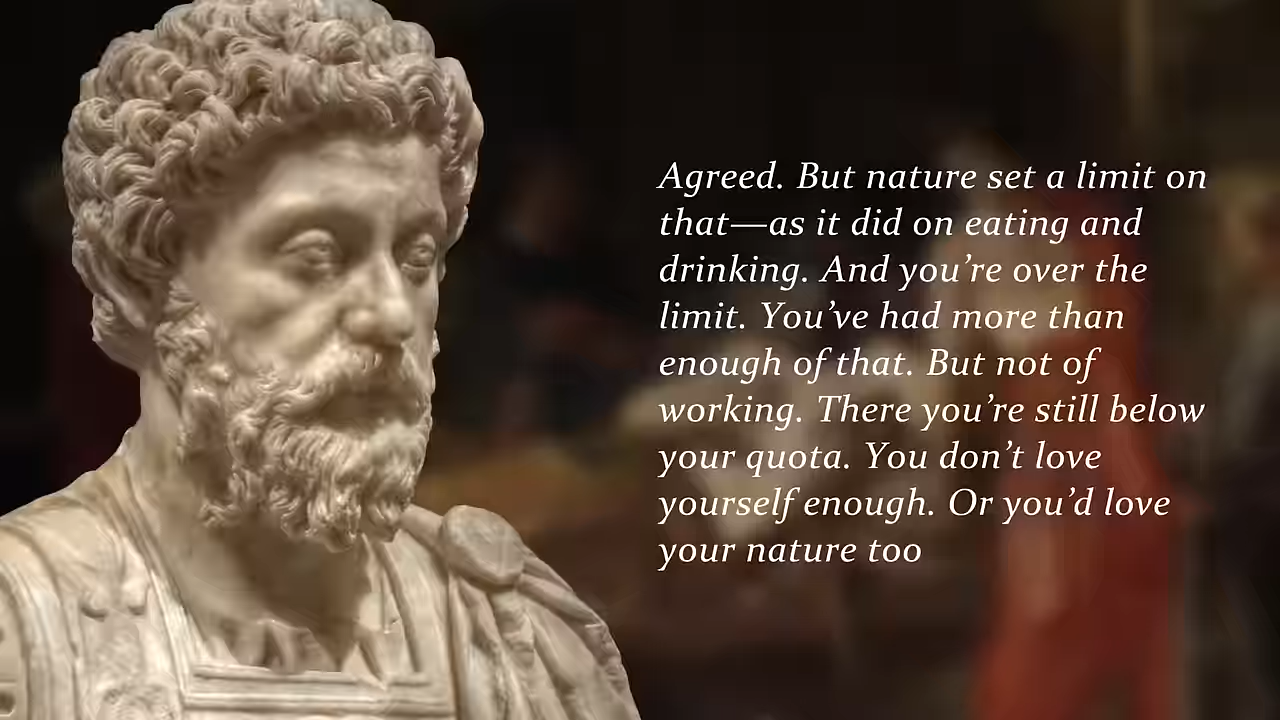 Agreed. But nature set a limit on
that—as it did on eating and
drinking. And you’re over the
limit. You’ve had more than
enough of that. But not of
working. There you’re still below
your quota. You don’t love
yourself enough. Or you’d love
your nature too